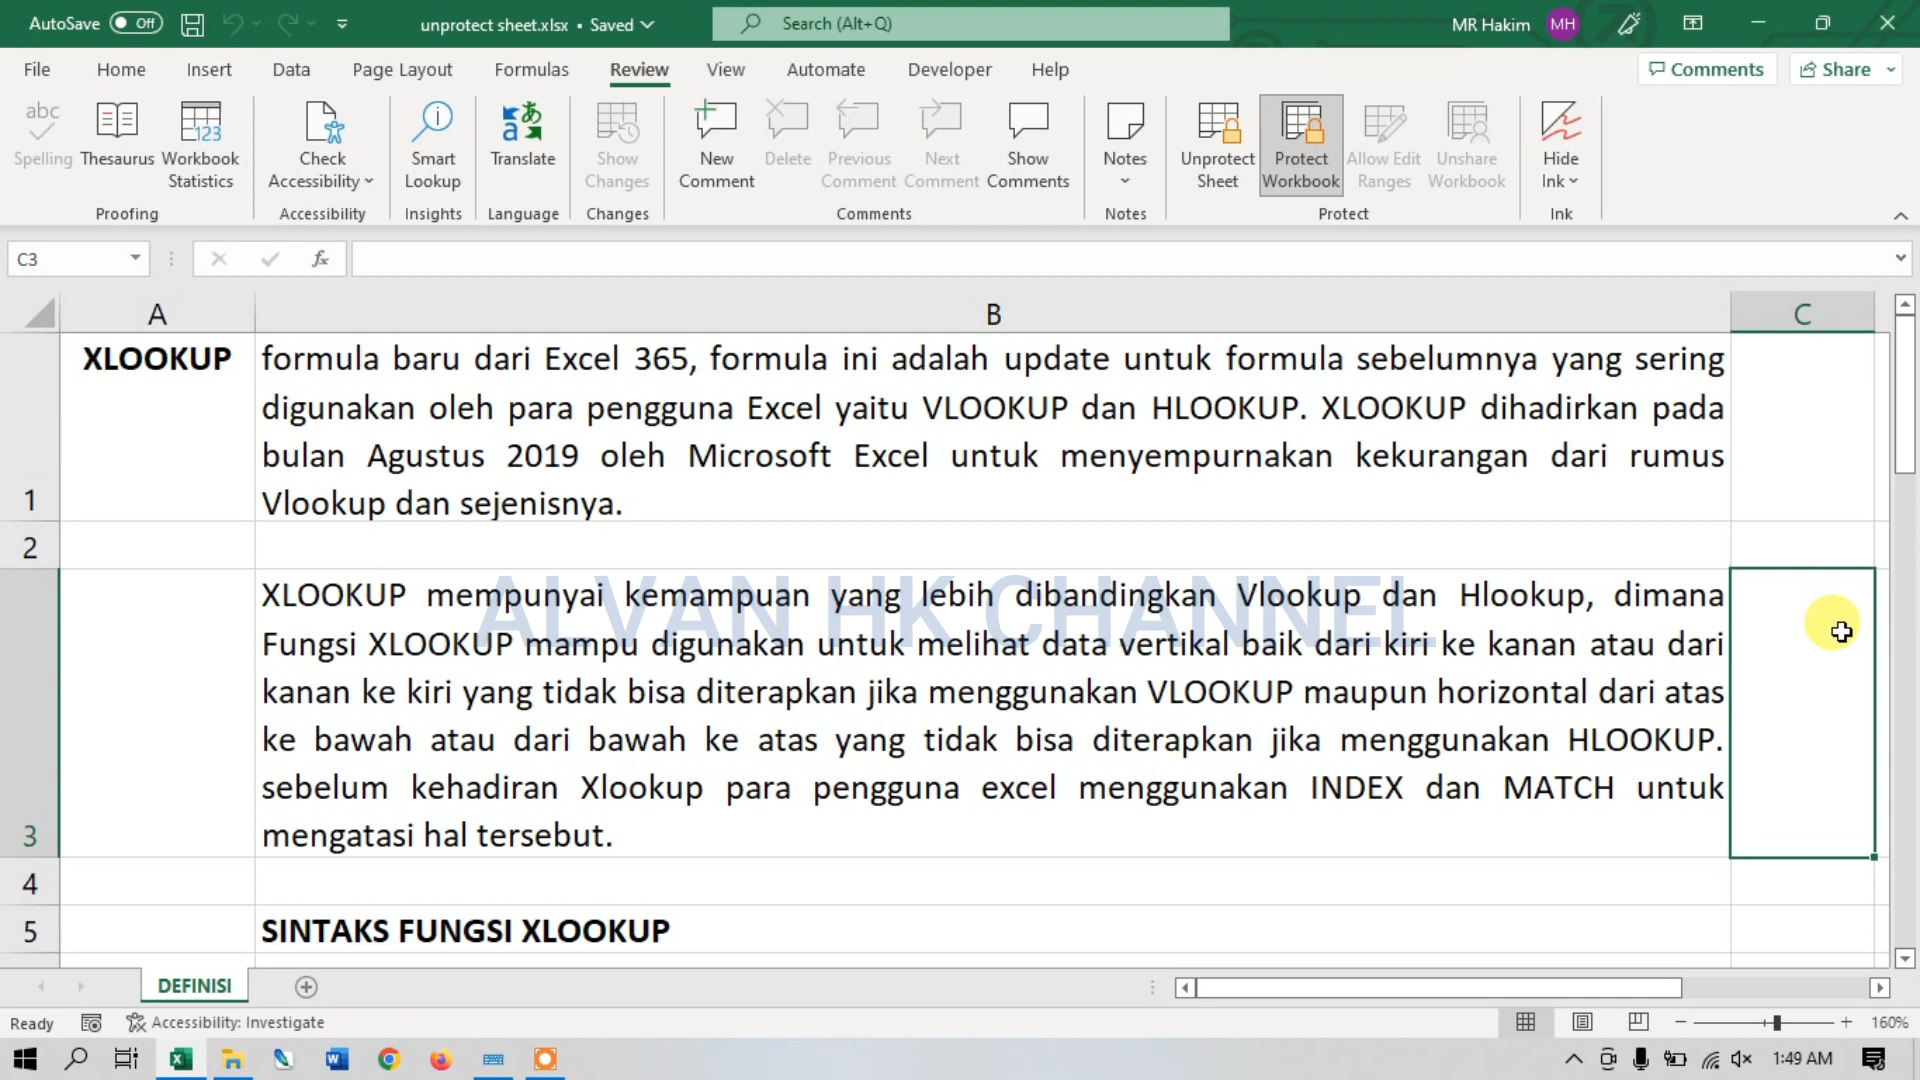 AutoSave Off
unprotect sheet.xlsx • Saved
Search (Alt+Q)
MR Hakim MH
File Home Insert Data Page Layout Formulas Review View Automate Developer Help
Comments Share
abc
Spelling
Thesaurus
123
Workbook Statistics
Proofing
Check Accessibility
Accessibility
Smart Lookup
Insights
Translate
Language
Show Changes
Changes
New Comment
Delete
Previous Comment
Next Comment
Show Comments
Comments
Notes
Notes
Unprotect Sheet
Protect Workbook
Allow Edit Ranges
Unshare Workbook
Protect
Hide Ink
Ink
C3
fx
A B C
1
XLOOKUP
formula baru dari Excel 365, formula ini adalah update untuk formula sebelumnya yang sering
digunakan oleh para pengguna Excel yaitu VLOOKUP dan HLOOKUP. XLOOKUP dihadirkan pada
bulan Agustus 2019 oleh Microsoft Excel untuk menyempurnakan kekurangan dari rumus
Vlookup dan sejenisnya.
2
ALVAN HK CHANNEL
3
XLOOKUP mempunyai kemampuan yang lebih dibandingkan Vlookup dan Hlookup, dimana
Fungsi XLOOKUP mampu digunakan untuk melihat data vertikal baik dari kiri ke kanan atau dari
kanan ke kiri yang tidak bisa diterapkan jika menggunakan VLOOKUP maupun horizontal dari atas
ke bawah atau dari bawah ke atas yang tidak bisa diterapkan jika menggunakan HLOOKUP.
sebelum kehadiran Xlookup para pengguna excel menggunakan INDEX dan MATCH untuk
mengatasi hal tersebut.
4
5
SINTAKS FUNGSI XLOOKUP
DEFINISI
Ready
Accessibility: Investigate
160%
1:49 AM